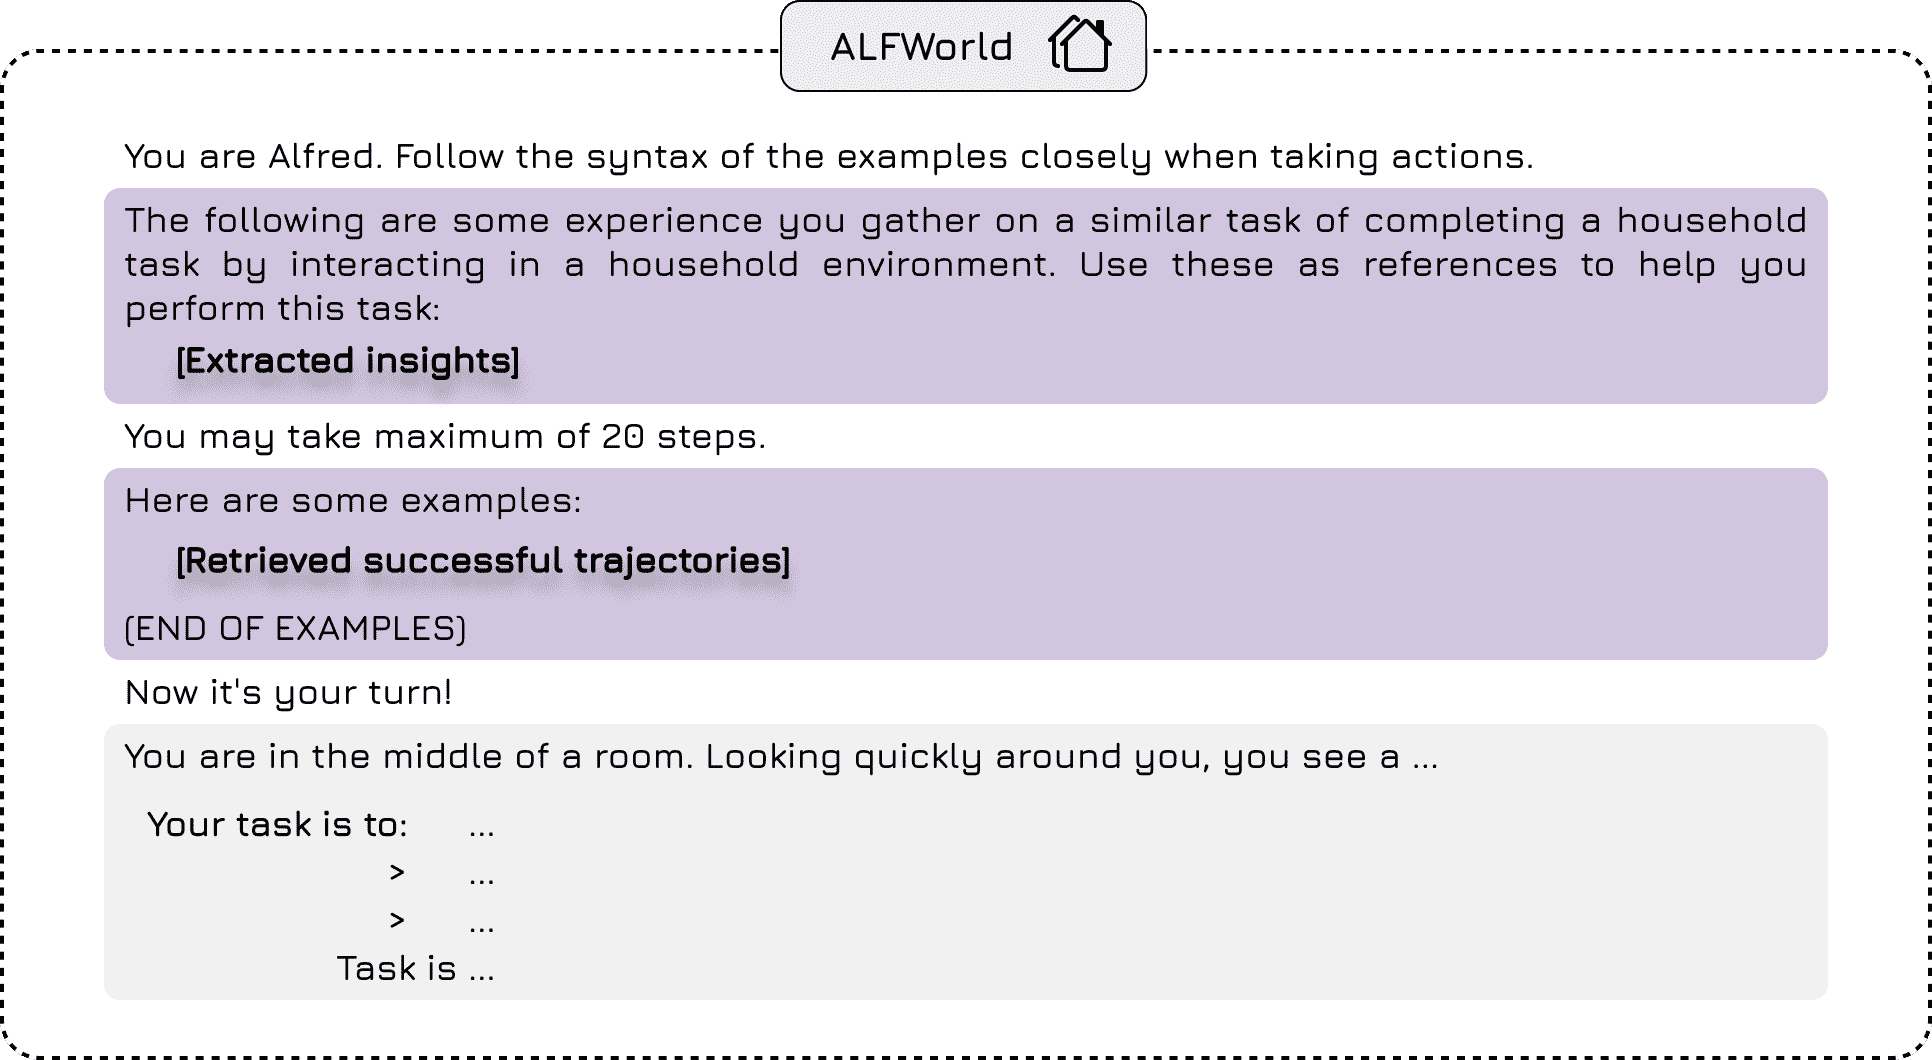 ALFWorld
You are Alfred. Follow the syntax of the examples closely when taking actions.
The following are some experience you gather on a similar task of completing a household
task by interacting in a household environment. Use these as references to help you
perform this task:
[Extracted insights]
You may take maximum of 20 steps.
Here are some examples:
[Retrieved successful trajectories]
(END OF EXAMPLES)
Now it's your turn!
You are in the middle of a room. Looking quickly around you, you see a ...
Your task is to: ...
> ...
> ...
Task is ...